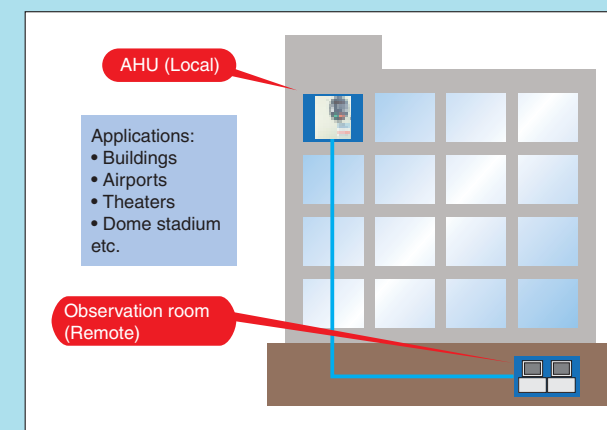 AHU (Local)
Applications:
• Buildings
• Airports
• Theaters
• Dome stadium
etc.
Observation room
(Remote)